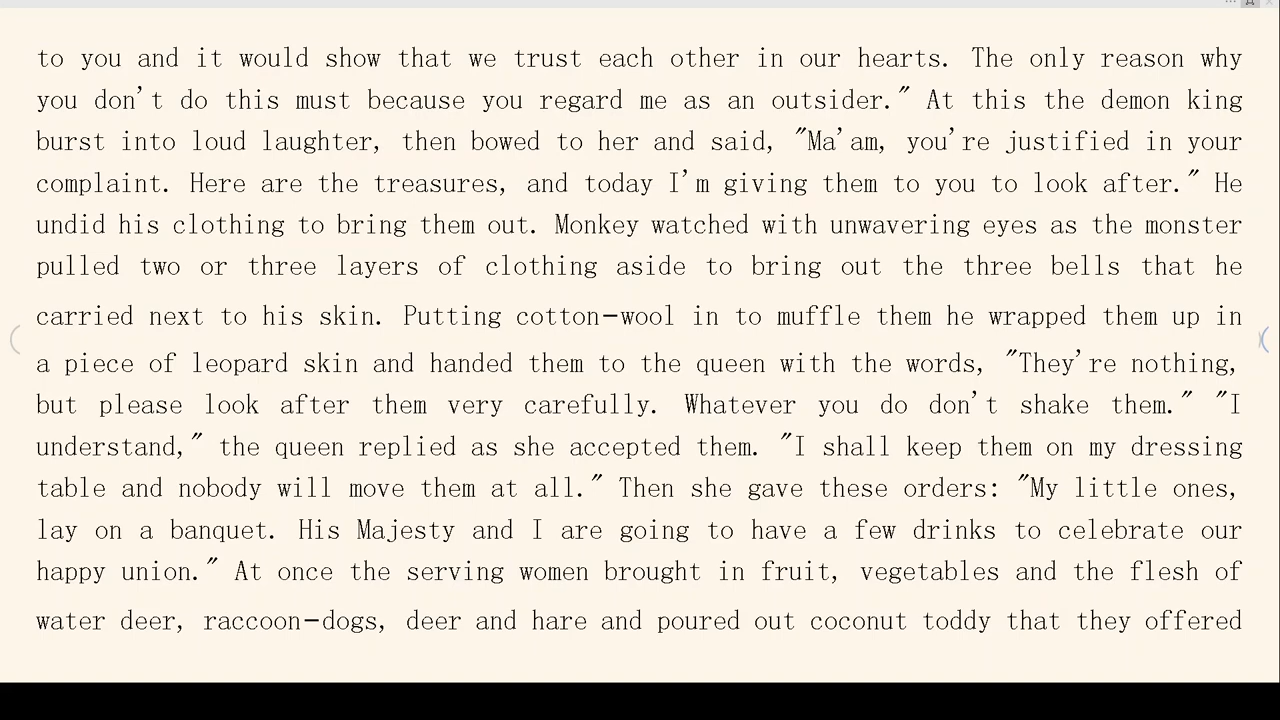 to you and it would show that we trust each other in our hearts. The only reason why
you don't do this must because you regard me as an outsider." At this the demon king
burst into loud laughter, then bowed to her and said, "Ma'am, you're justified in your
complaint. Here are the treasures, and today I'm giving them to you to look after." He
undid his clothing to bring them out. Monkey watched with unwavering eyes as the monster
pulled two or three layers of clothing aside to bring out the three bells that he
carried next to his skin. Putting cotton-wool in to muffle them he wrapped them up in
a piece of leopard skin and handed them to the queen with the words, "They're nothing,
but please look after them very carefully. Whatever you do don't shake them." "I
understand," the queen replied as she accepted them. "I shall keep them on my dressing
table and nobody will move them at all." Then she gave these orders: "My little ones,
lay on a banquet. His Majesty and I are going to have a few drinks to celebrate our
happy union." At once the serving women brought in fruit, vegetables and the flesh of
water deer, raccoon-dogs, deer and hare and poured out coconut toddy that they offered